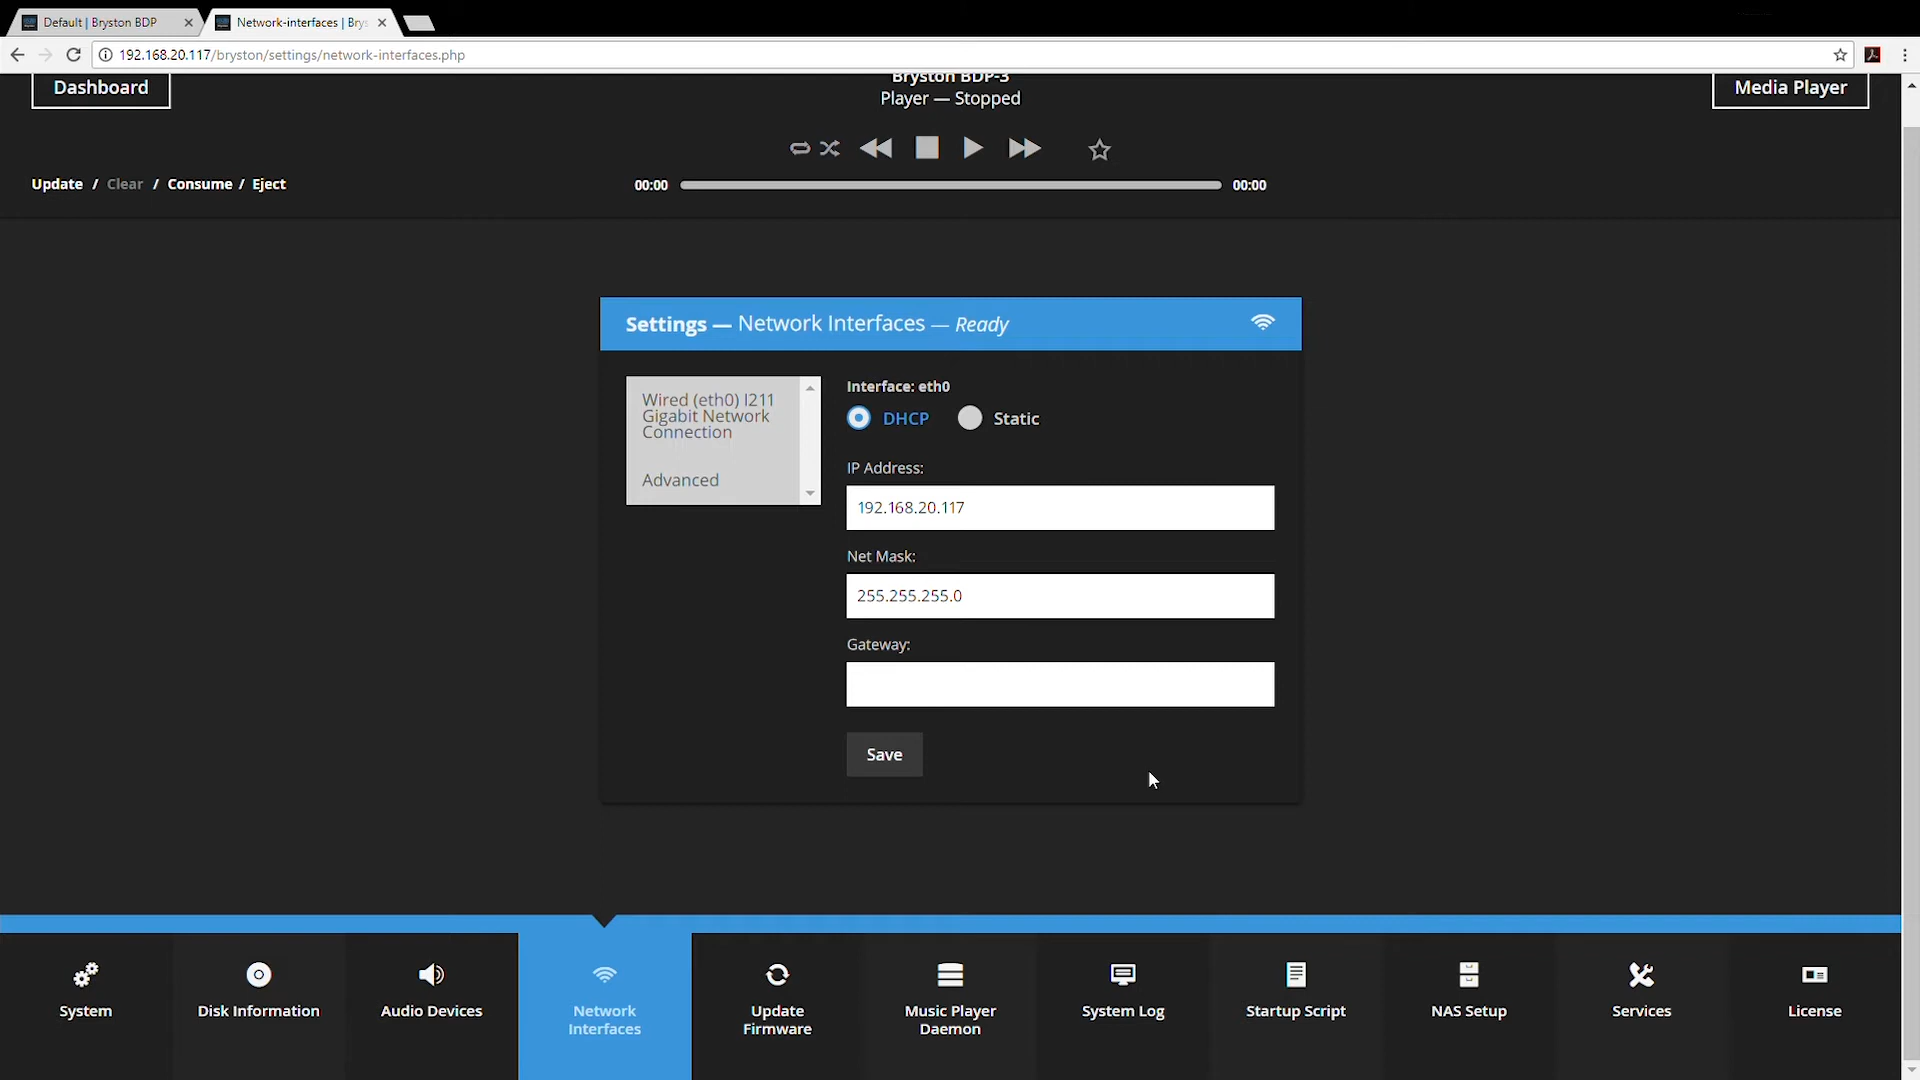 Default | Bryston BDP
Network-interfaces | Brys
192.168.20.117/bryston/settings/network-interfaces.php
Dashboard
Bryston BDP-3
Player — Stopped
Media Player
Update / Clear / Consume / Eject
00:00
00:00
Settings — Network Interfaces — Ready
Wired (eth0) I211
Gigabit Network
Connection
Advanced
Interface: eth0
DHCP
Static
IP Address:
192.168.20.117
Net Mask:
255.255.255.0
Gateway:
Save
System
Disk Information
Audio Devices
Network
Interfaces
Update
Firmware
Music Player
Daemon
System Log
Startup Script
NAS Setup
Services
License